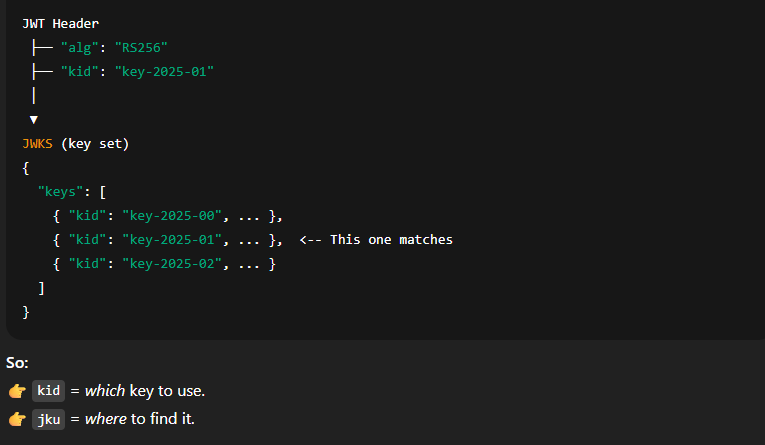 JWT Header
├── "alg": "RS256"
├── "kid": "key-2025-01"
│
▼
JWKS (key set)
{
  "keys": [
    { "kid": "key-2025-00", ... },
    { "kid": "key-2025-01", ... },  <-- This one matches
    { "kid": "key-2025-02", ... }
  ]
}
So:
👉 kid = which key to use.
👉 jku = where to find it.